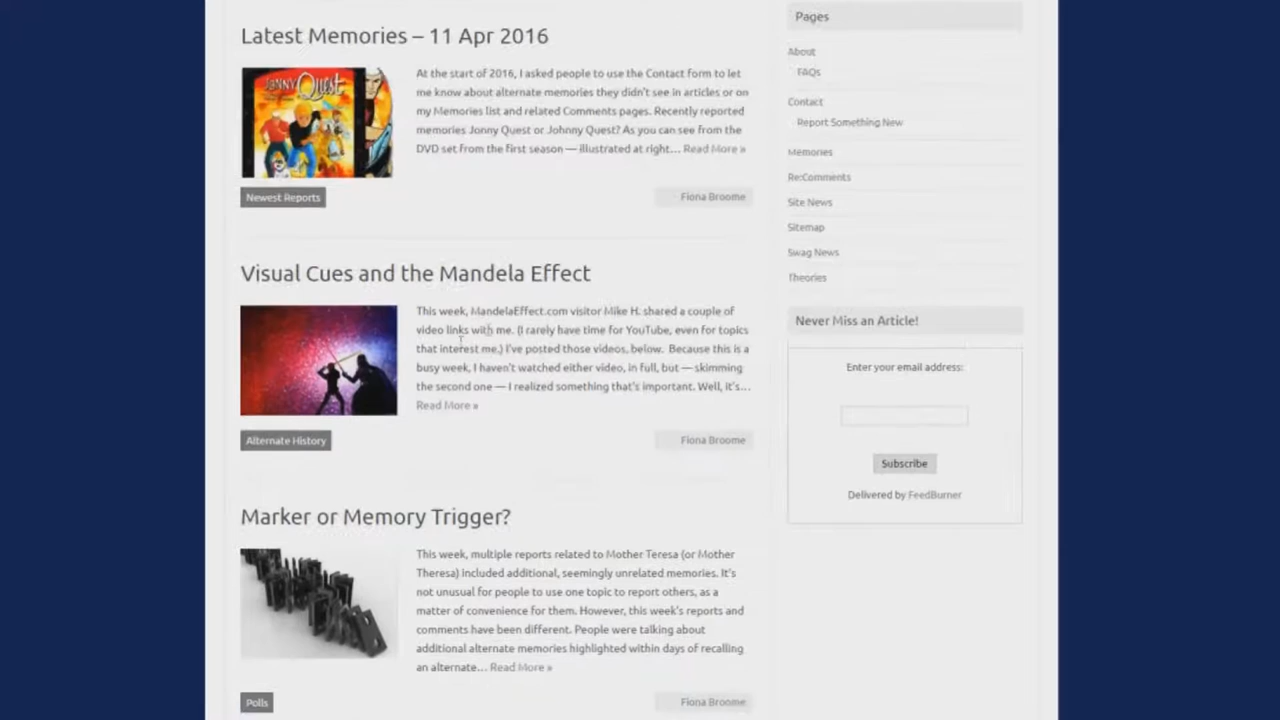 Latest Memories – 11 Apr 2016
JONNY Quest
At the start of 2016, I asked people to use the Contact form to let
me know about alternate memories they didn't see in articles or on
my Memories list and related Comments pages. Recently reported
memories Jonny Quest or Johnny Quest? As you can see from the
DVD set from the first season — illustrated at right... Read More »
Newest Reports
Fiona Broome
Visual Cues and the Mandela Effect
This week, MandelaEffect.com visitor Mike H. shared a couple of
video links with me. (I rarely have time for YouTube, even for topics
that interest me.) I've posted those videos, below. Because this is a
busy week, I haven't watched either video, in full, but — skimming
the second one — I realized something that's important. Well, it's...
Read More »
Alternate History
Fiona Broome
Marker or Memory Trigger?
This week, multiple reports related to Mother Teresa (or Mother
Theresa) included additional, seemingly unrelated memories. It's
not unusual for people to use one topic to report others, as a
matter of convenience for them. However, this week's reports and
comments have been different. People were talking about
additional alternate memories highlighted within days of recalling
an alternate... Read More »
Polls
Fiona Broome
Pages
About
FAQs
Contact
Report Something New
Memories
Re:Comments
Site News
Sitemap
Swag News
Theories
Never Miss an Article!
Enter your email address:
Subscribe
Delivered by FeedBurner